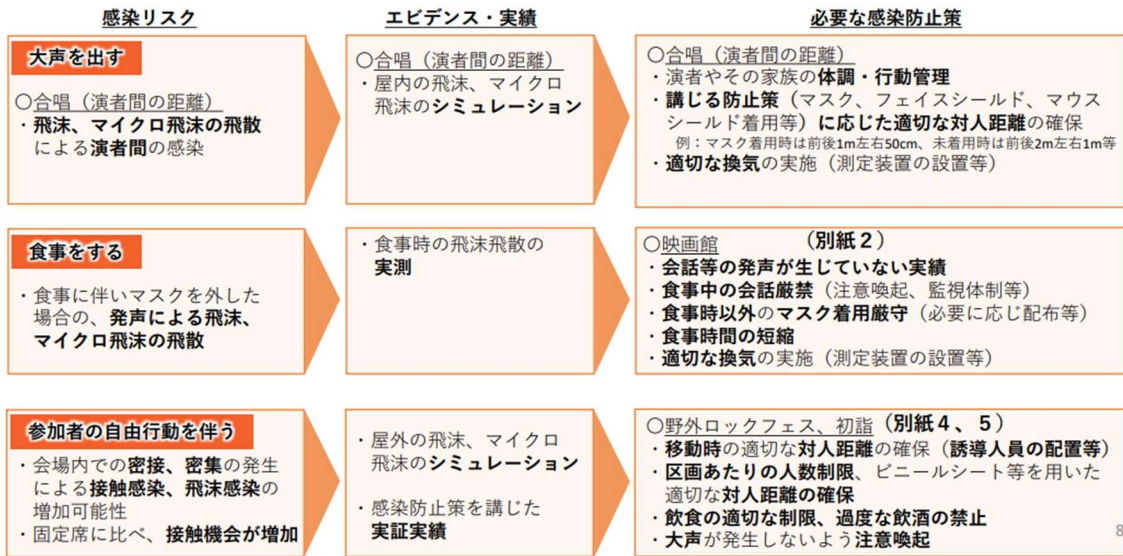 感染リスク
エビデンス・実績
必要な感染防止策
大声を出す
〇合唱（演者間の距離）
・飛沫、マイクロ飛沫の飛散
による演者間の感染
〇合唱（演者間の距離）
・屋内の飛沫、マイクロ
飛沫のシミュレーション
〇合唱（演者間の距離）
・演者やその家族の体調・行動管理
・講じる防止策（マスク、フェイスシールド、マウス
シールド着用等）に応じた適切な対人距離の確保
例：マスク着用時は前後1m左右50cm、未着用時は前後2m左右1m等
・適切な換気の実施（測定装置の設置等）
食事をする
・食事に伴いマスクを外した
場合の、発声による飛沫、
マイクロ飛沫の飛散
・食事時の飛沫飛散の
実測
〇映画館 （別紙２）
・会話等の発声が生じていない実績
・食事中の会話厳禁（注意喚起、監視体制等）
・食事時以外のマスク着用厳守（必要に応じ配布等）
・食事時間の短縮
・適切な換気の実施（測定装置の設置等）
参加者の自由行動を伴う
・会場内での密接、密集の発生
による接触感染、飛沫感染の
増加可能性
・固定席に比べ、接触機会が増加
・屋外の飛沫、マイクロ
飛沫のシミュレーション
・感染防止策を講じた
実証実績
〇野外ロックフェス、初詣（別紙４、５）
・移動時の適切な対人距離の確保（誘導人員の配置等）
・区画あたりの人数制限、ビニールシート等を用いた
適切な対人距離の確保
・飲食の適切な制限、過度な飲酒の禁止
・大声が発生しないよう注意喚起
8